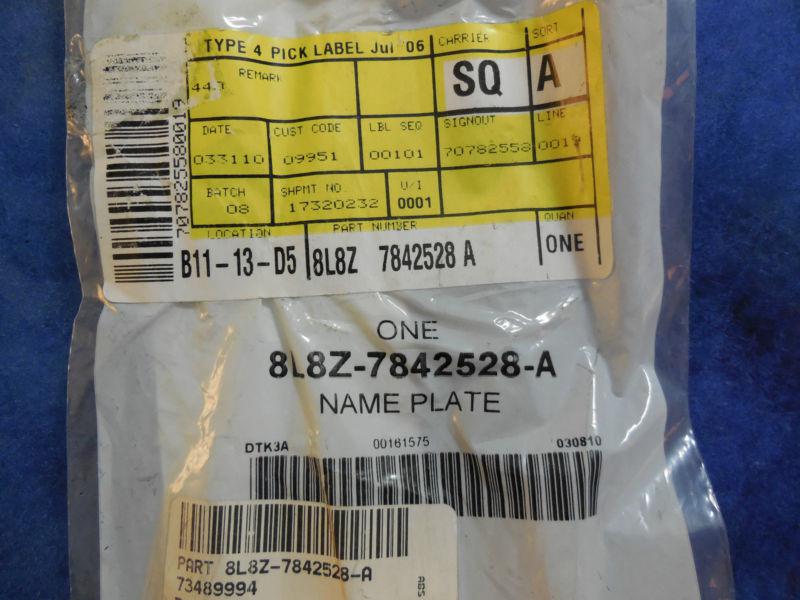 TYPE 4 PICK LABEL Jul '06 CARRIER SORT
REMARK
SQ A
DATE CUST CODE LBL SEQ SIGNOUT LINE
033110 09951 00101 70782558 0019
BATCH SHPMT NO. U/I
08 17320232 0001
LOCATION PART NUMBER QUAN
B11-13-D5 8L8Z 7842528 A ONE
707825580019
ONE
8L8Z-7842528-A
NAME PLATE
DTK3A 00161575 030810
PART 8L8Z-7842528-A
73489994